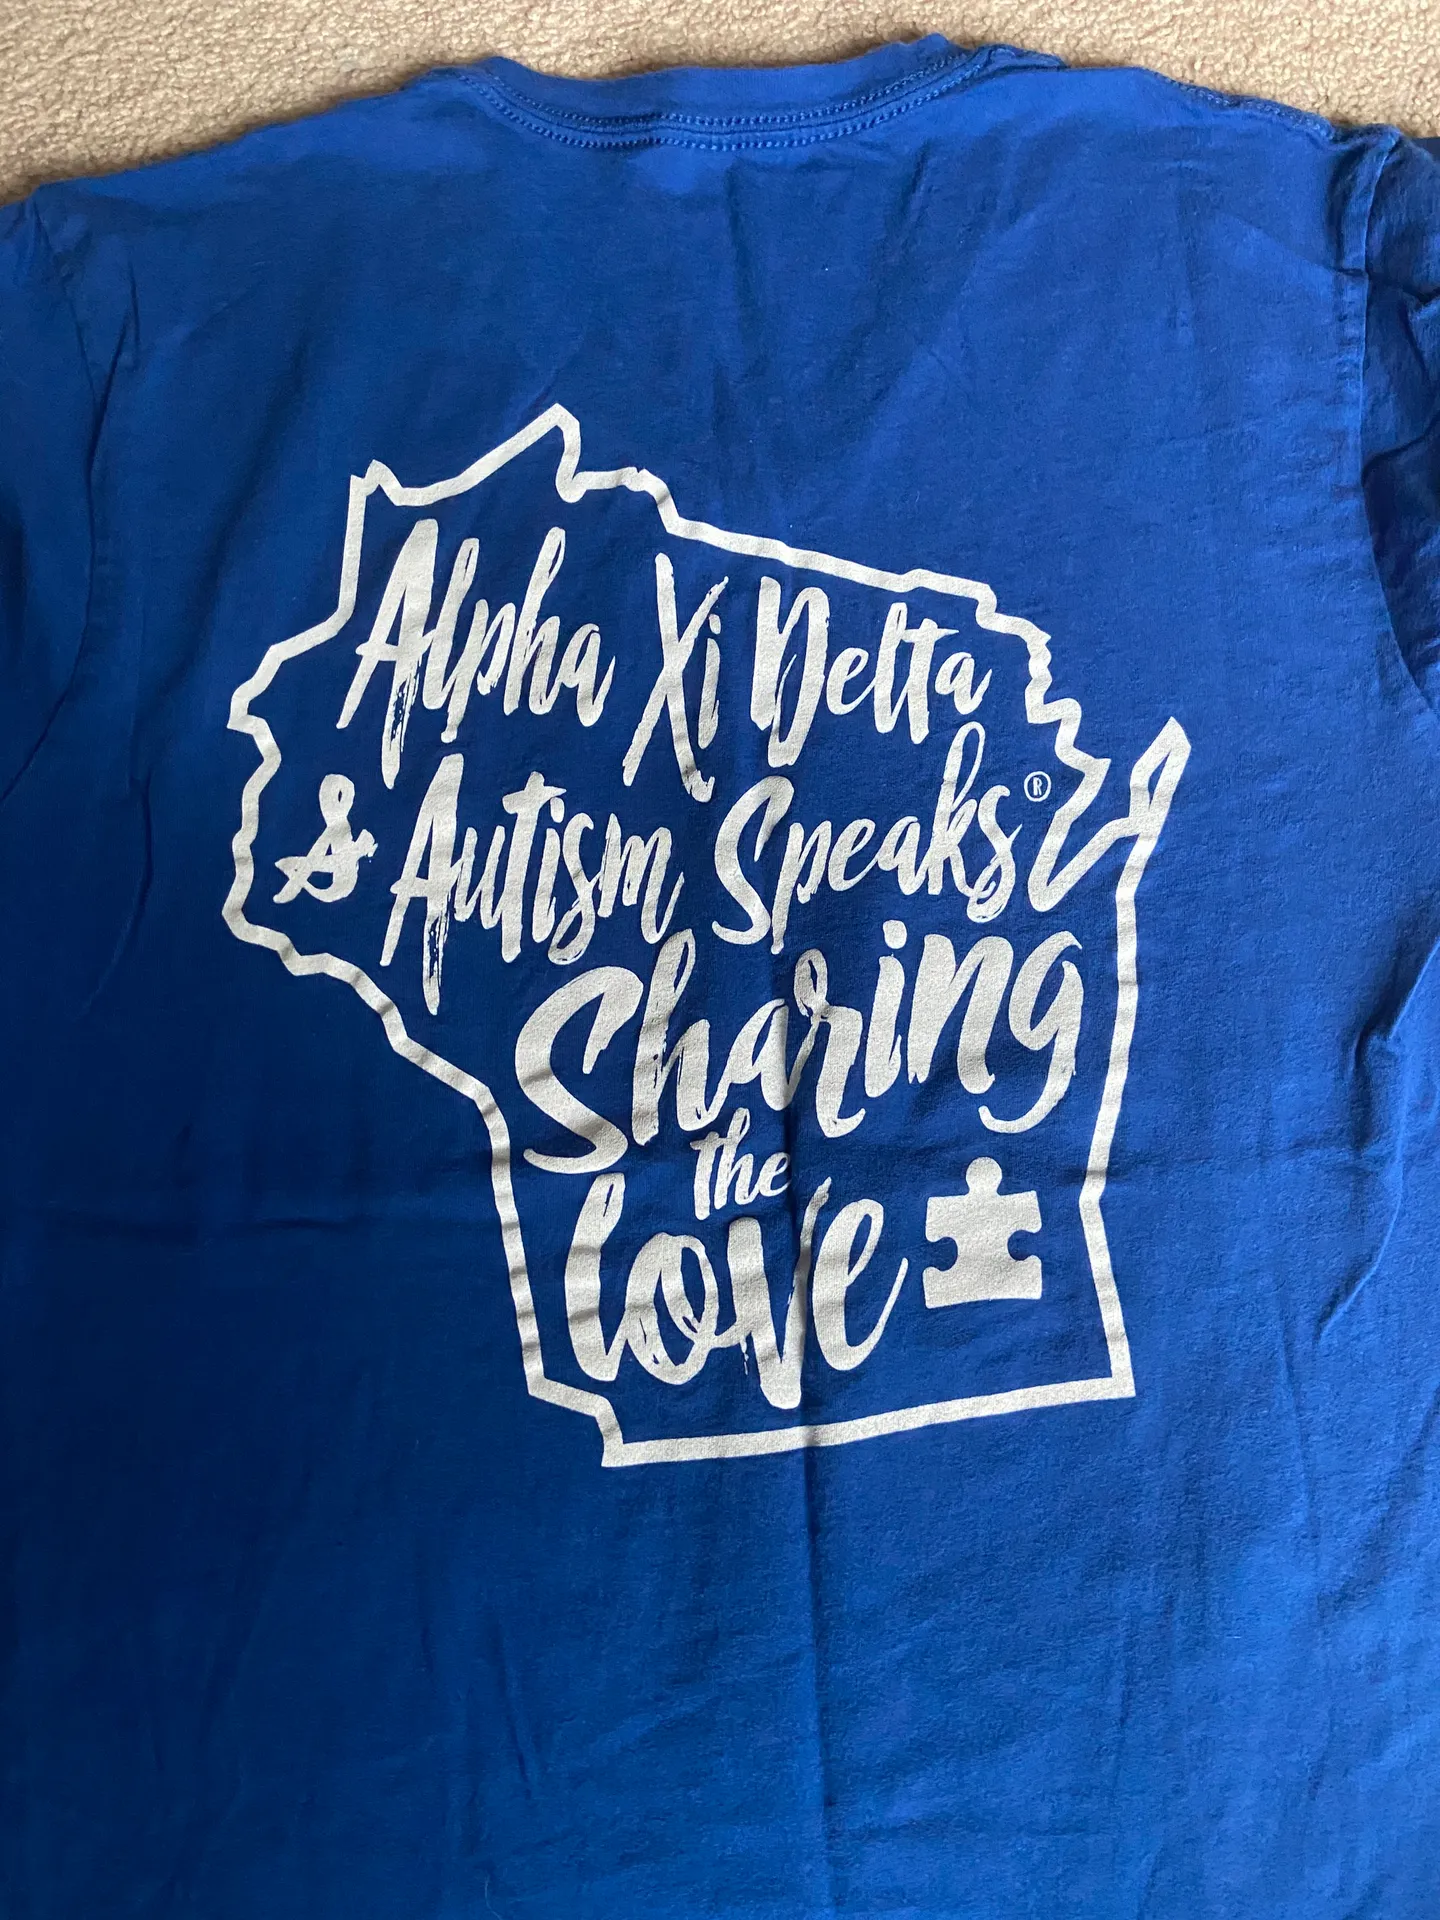 Alpha Xi Delta
& Autism Speaks®
Sharing
the
love